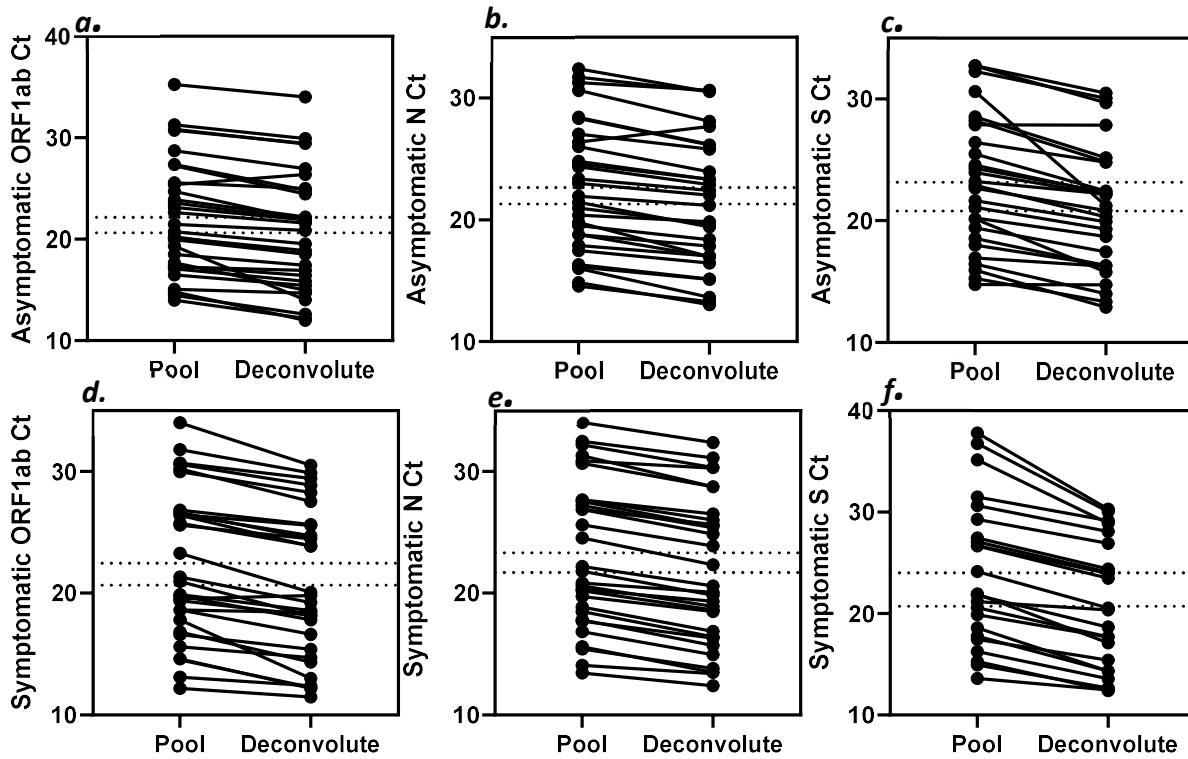 a.
Asymptomatic ORF1ab Ct
40
30
20
10
Pool Deconvolute
b.
Asymptomatic N Ct
30
20
10
Pool Deconvolute
c.
Asymptomatic S Ct
30
20
10
Pool Deconvolute
d.
Symptomatic ORF1ab Ct
30
20
10
Pool Deconvolute
e.
Symptomatic N Ct
30
20
10
Pool Deconvolute
f.
Symptomatic S Ct
40
30
20
10
Pool Deconvolute